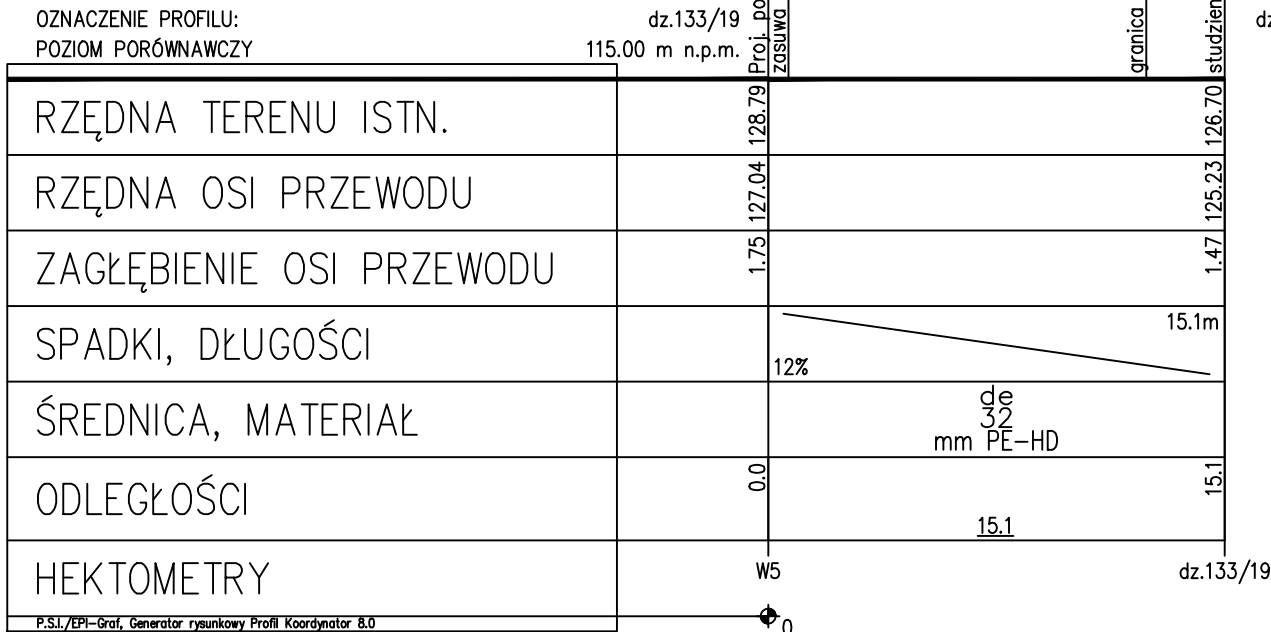 OZNACZENIE PROFILU: dz.133/19
POZIOM PORÓWNAWCZY 115.00 m n.p.m.
Proj.
zasuwa
granica
RZĘDNA TERENU ISTN. 128.79 126.70
RZĘDNA OSI PRZEWODU 127.04 125.23
ZAGŁĘBIENIE OSI PRZEWODU 1.75 1.47
SPADKI, DŁUGOŚCI 12% 15.1m
ŚREDNICA, MATERIAŁ
de
32
mm PE-HD
ODLEGŁOŚCI 0.0 15.1
15.1
HEKTOMETRY W5 dz.133/19
P.S.I./EPI-Graf, Generator rysunkowy Profil Koordynator 8.0
0